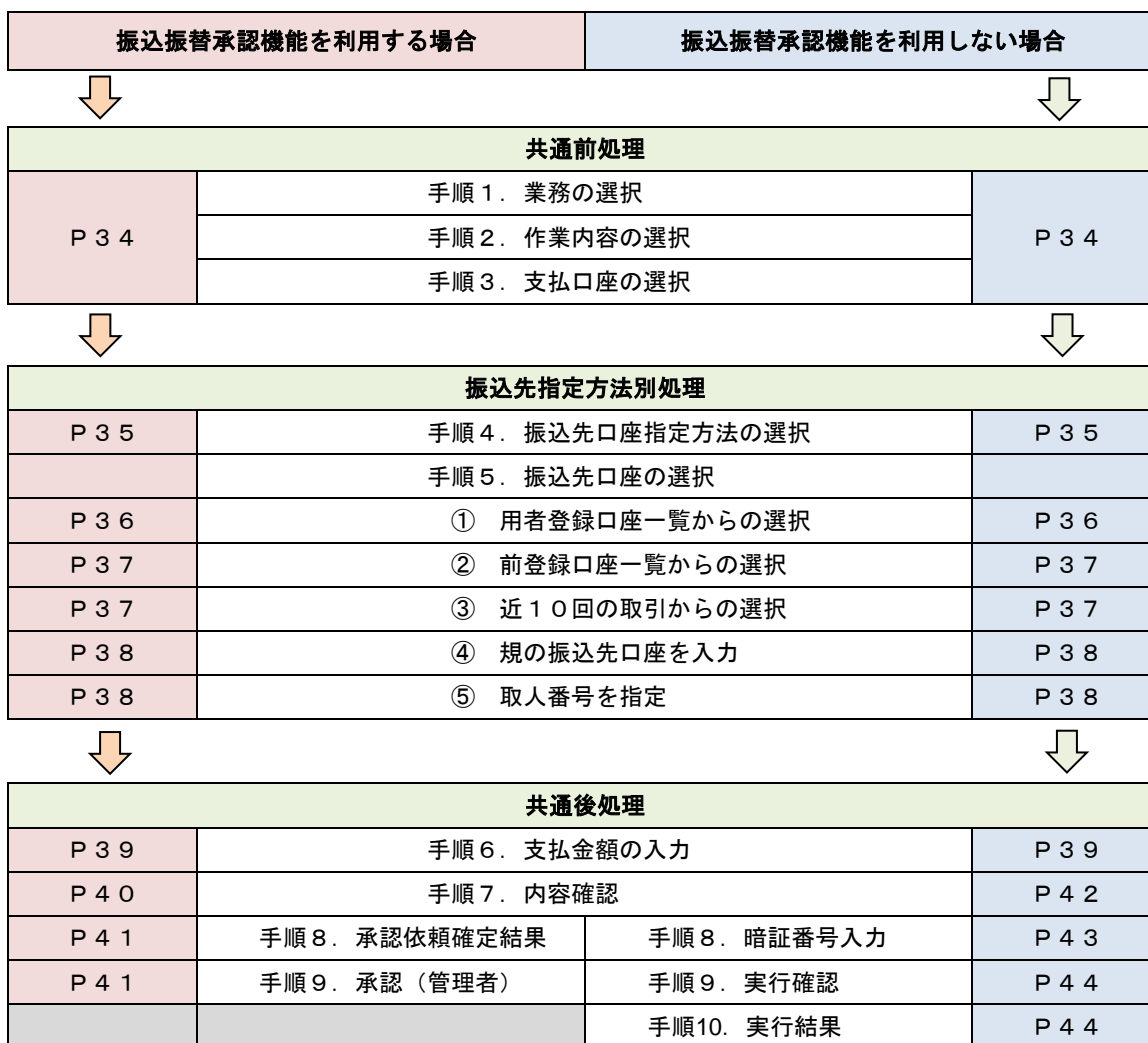 振込振替承認機能を利用する場合 振込振替承認機能を利用しない場合
共通前処理
手順１．業務の選択
Ｐ３４ 手順２．作業内容の選択 Ｐ３４
手順３．支払口座の選択
振込先指定方法別処理
Ｐ３５ 手順４．振込先口座指定方法の選択 Ｐ３５
手順５．振込先口座の選択
Ｐ３６ ① 用者登録口座一覧からの選択 Ｐ３６
Ｐ３７ ② 前登録口座一覧からの選択 Ｐ３７
Ｐ３７ ③ 近１０回の取引からの選択 Ｐ３７
Ｐ３８ ④ 規の振込先口座を入力 Ｐ３８
Ｐ３８ ⑤ 取人番号を指定 Ｐ３８
共通後処理
Ｐ３９ 手順６．支払金額の入力 Ｐ３９
Ｐ４０ 手順７．内容確認 Ｐ４２
Ｐ４１ 手順８．承認依頼確定結果 手順８．暗証番号入力 Ｐ４３
Ｐ４１ 手順９．承認（管理者） 手順９．実行確認 Ｐ４４
手順10．実行結果 Ｐ４４